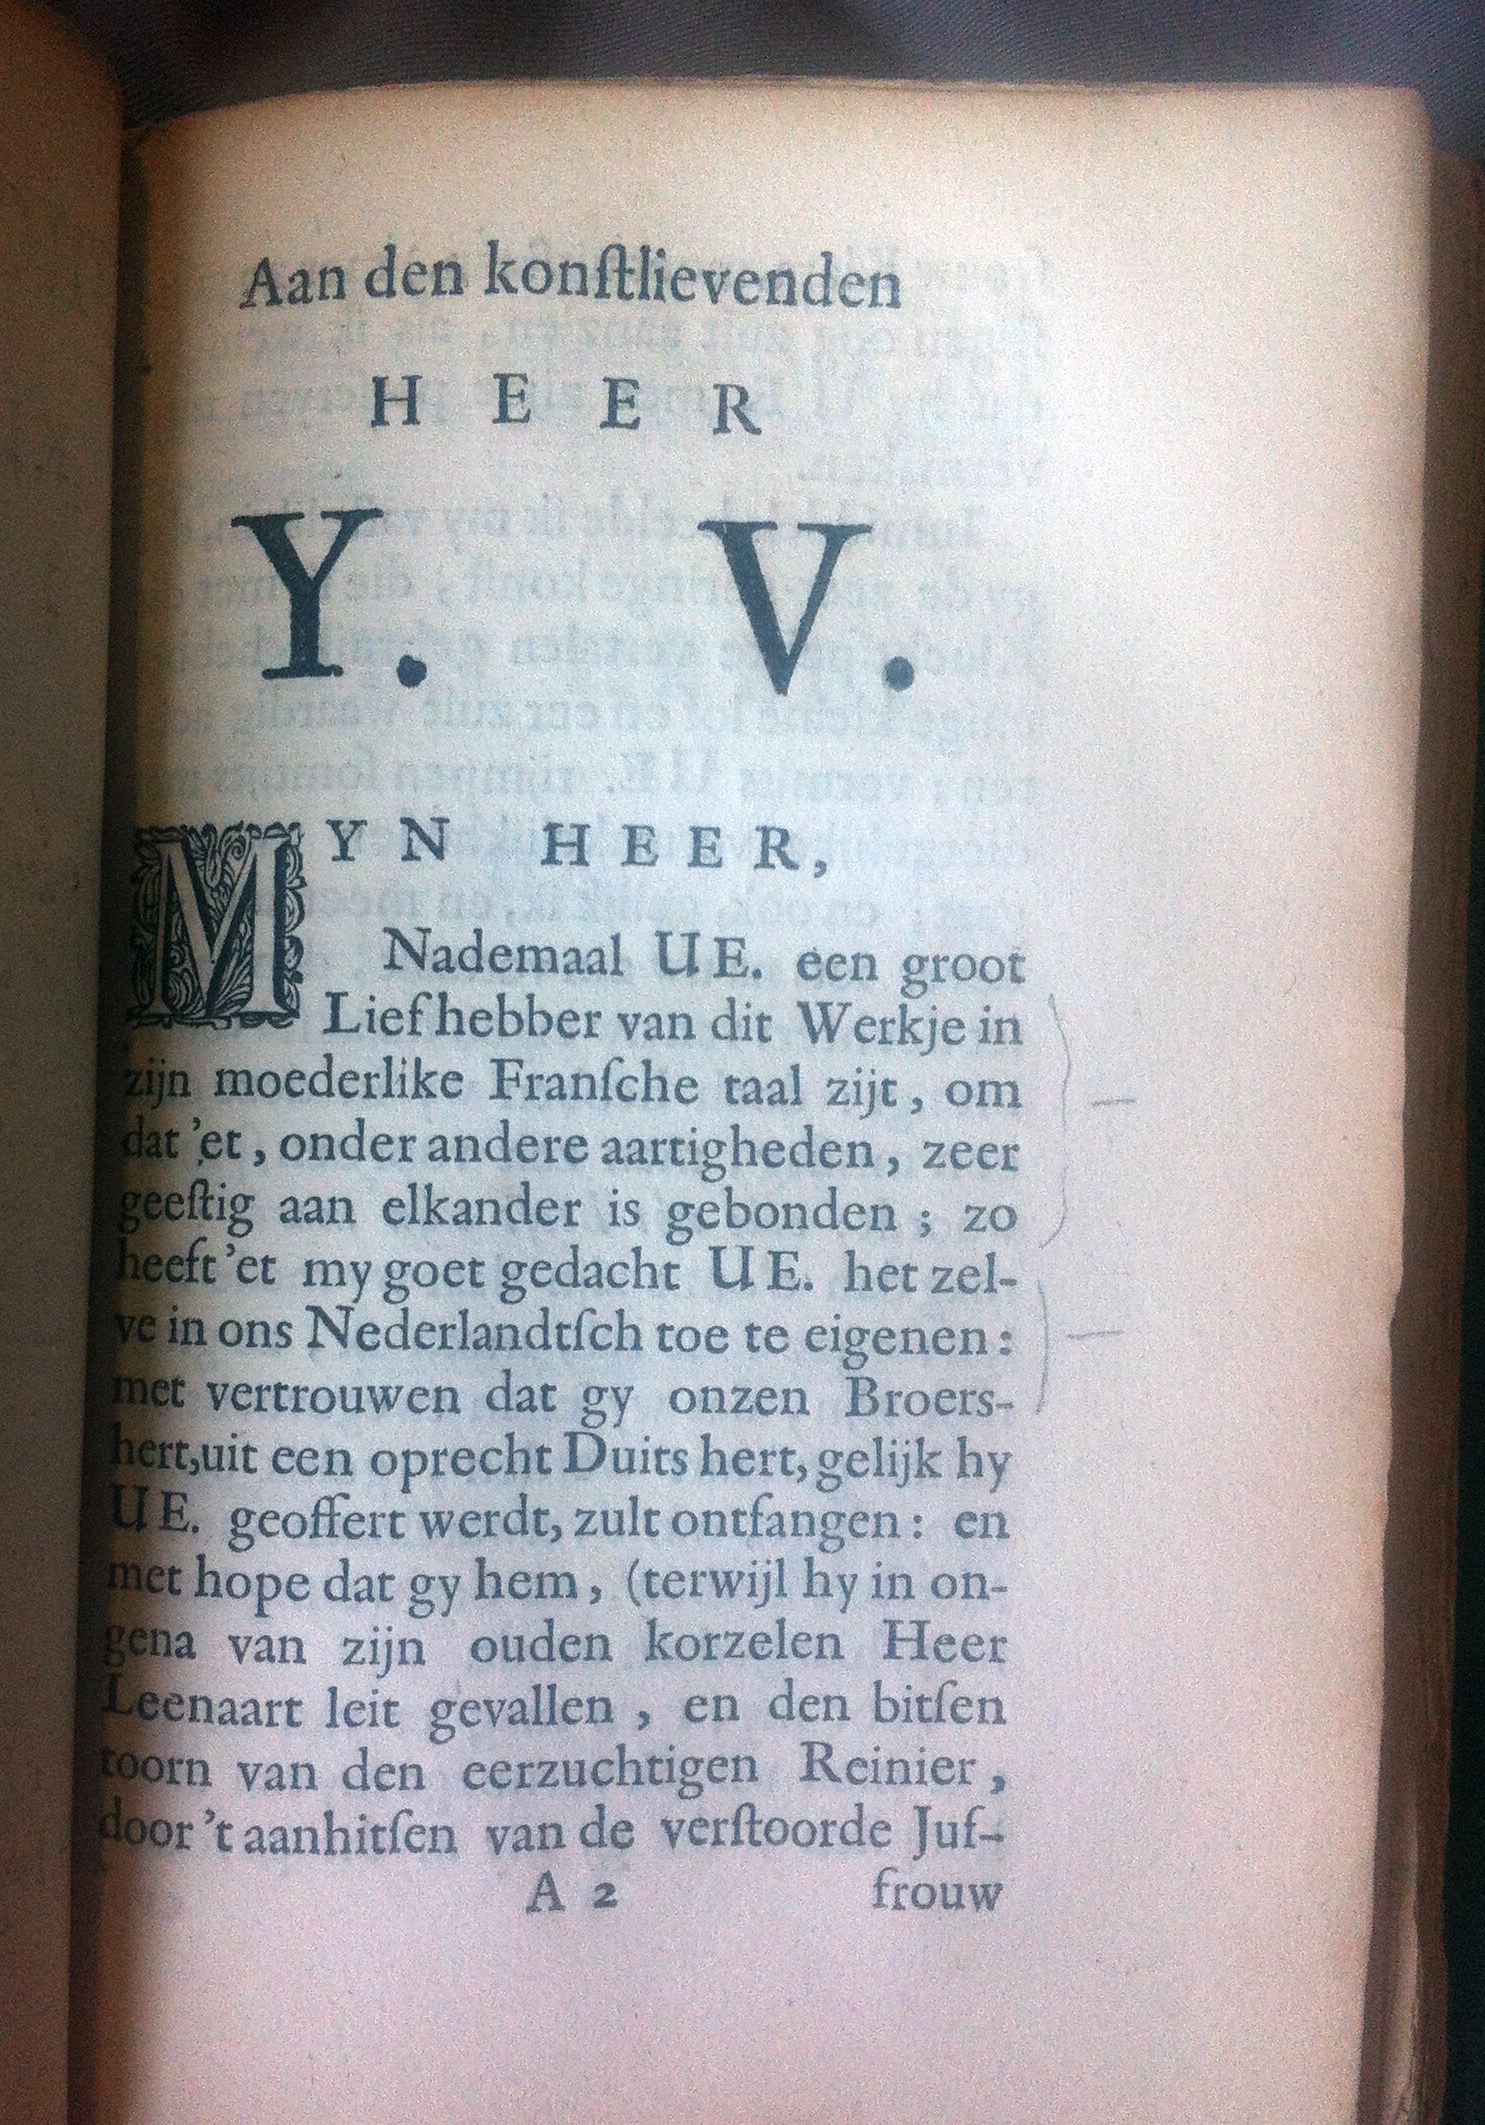 Aan den konſtlievenden
HEER
Y. V.
MYN HEER,
Nademaal UE. een groot
Liefhebber van dit Werkje in
zijn moederlike Franſche taal zijt, om
dat 'et, onder andere aartigheden, zeer
geeſtig aan elkander is gebonden; zo
heeft 'et my goet gedacht UE. het zel-
ve in ons Nederlandtſch toe te eigenen:
met vertrouwen dat gy onzen Broers-
hert, uit een oprecht Duits hert, gelijk hy
UE. geoffert werdt, zult ontfangen: en
met hope dat gy hem, (terwijl hy in on-
gena van zijn ouden korzelen Heer
Leenaart leit gevallen, en den bitſen
toorn van den eerzuchtigen Reinier,
door 't aanhitſen van de verſtoorde Juf-
A 2 frouw